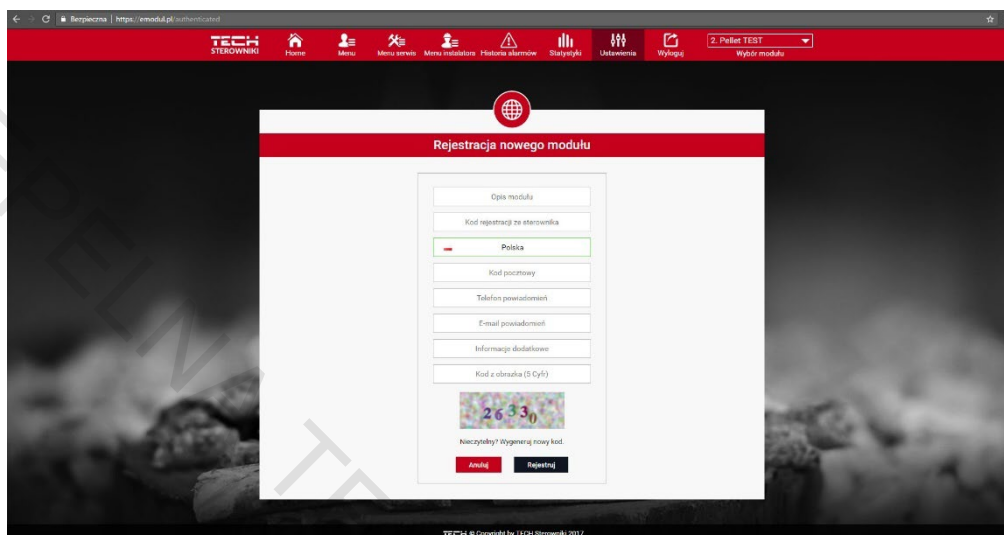 Bezpieczna | https://emodul.pl/authenticated
TECH
STEROWNIKI
Home
Menu
Menu serwis
Menu instalatora
Historia alarmów
Statystyki
Ustawienia
Wyloguj
2. Pellet TEST
Wybór modułu
Rejestracja nowego modułu
Opis modułu
Kod rejestracji ze sterownika
Polska
Kod pocztowy
Telefon powiadomień
E-mail powiadomień
Informacje dodatkowe
Kod z obrazka (5 Cyfr)
26330
Nieczytelny? Wygeneruj nowy kod.
Anuluj
Rejestruj
TECH © Copyright by TECH Sterowniki 2017